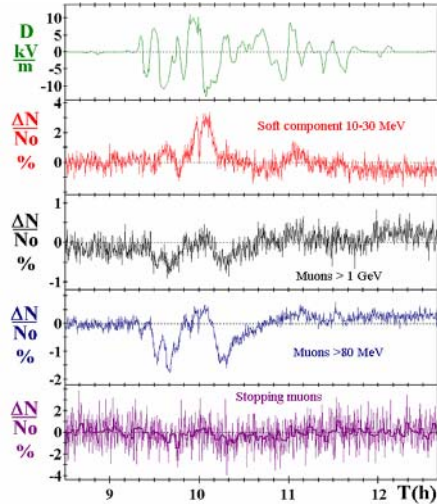 D
kV
m
10
5
0
-5
-10
ΔN
No
%
4
2
0
Soft component 10-30 MeV
ΔN
No
%
1
0
-1
Muons > 1 GeV
ΔN
No
%
1
0
-1
-2
Muons >80 MeV
ΔN
No
%
2
0
-2
-4
Stopping muons
9 10 11 12 T(h)